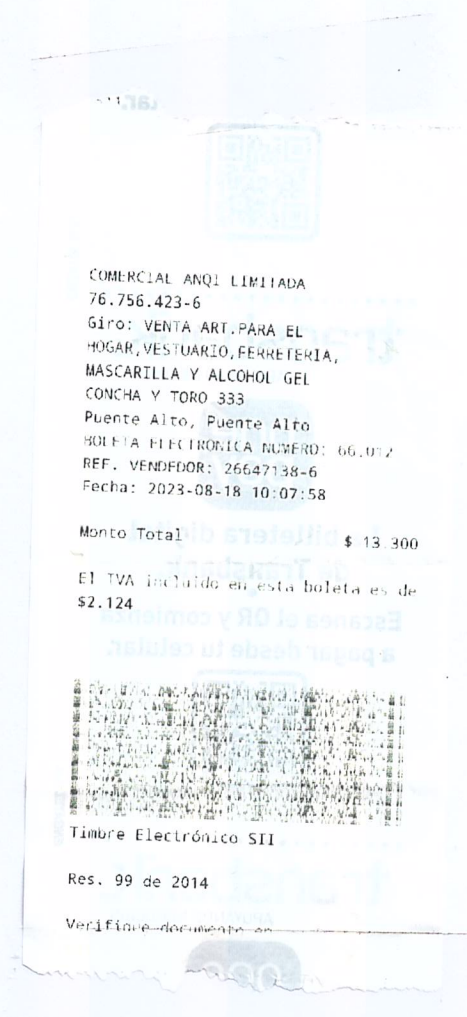 COMERCIAL ANQI LIMITADA
76.756.423-6
Giro: VENTA ART.PARA EL
HOGAR,VESTUARIO,FERRETERIA,
MASCARILLA Y ALCOHOL GEL
CONCHA Y TORO 333
Puente Alto, Puente Alto
BOLETA ELECTRONICA NUMERO:
REF. VENDEDOR: 26647138-6
Fecha: 2023-08-18 10:07:58
Monto Total $ 13.300
El IVA incluido en esta boleta es de
$2.124
Timbre Electrónico SII
Res. 99 de 2014
Verifique documento en